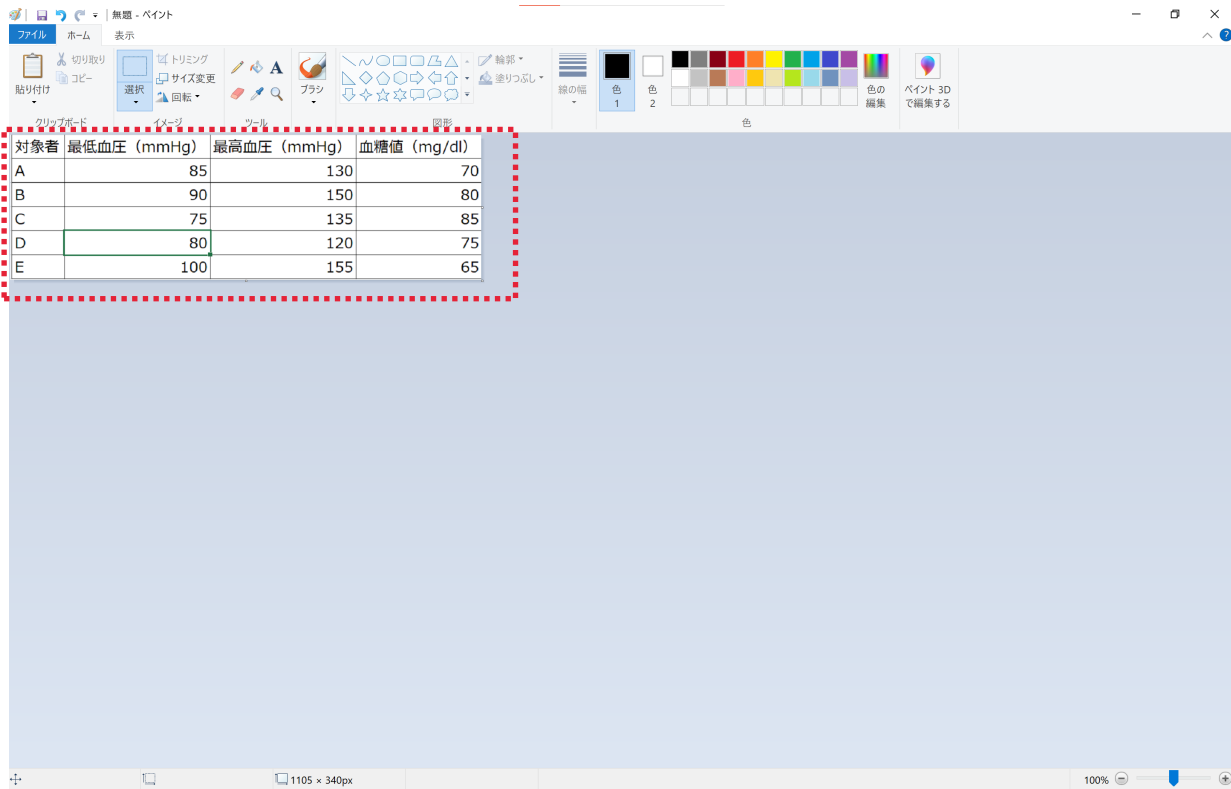 無題 - ペイント
ファイル ホーム 表示
貼り付け 切り取り コピー
クリップボード
選択 トリミング サイズ変更 回転
イメージ
A
ツール
ブラシ
輪郭 塗りつぶし
図形
線の幅
色 1
色 2
色の編集
色
ペイント 3D で編集する
対象者 最低血圧（mmHg） 最高血圧（mmHg） 血糖値（mg/dl）
A 85 130 70
B 90 150 80
C 75 135 85
D 80 120 75
E 100 155 65
1105 × 340px 100%